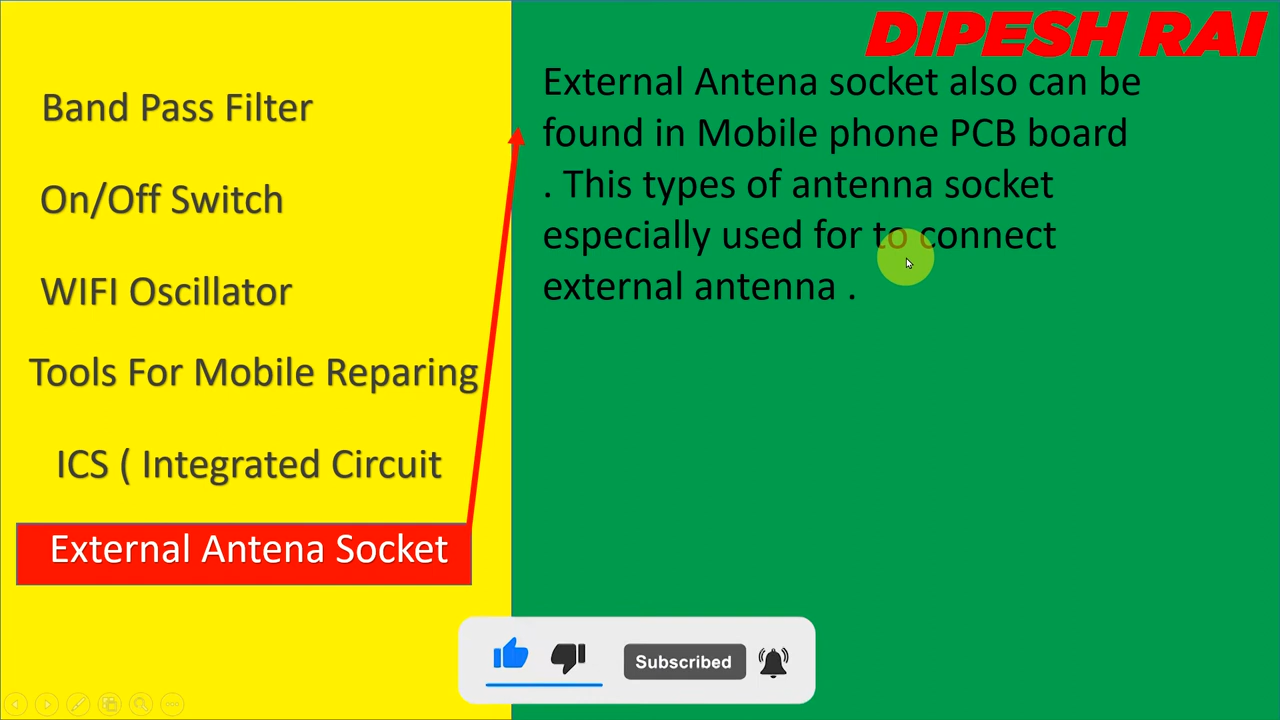 DIPESH RAI
Band Pass Filter
On/Off Switch
WIFI Oscillator
Tools For Mobile Reparing
ICS ( Integrated Circuit
External Antena Socket
External Antena socket also can be
found in Mobile phone PCB board
. This types of antenna socket
especially used for to connect
external antenna .
Subscribed